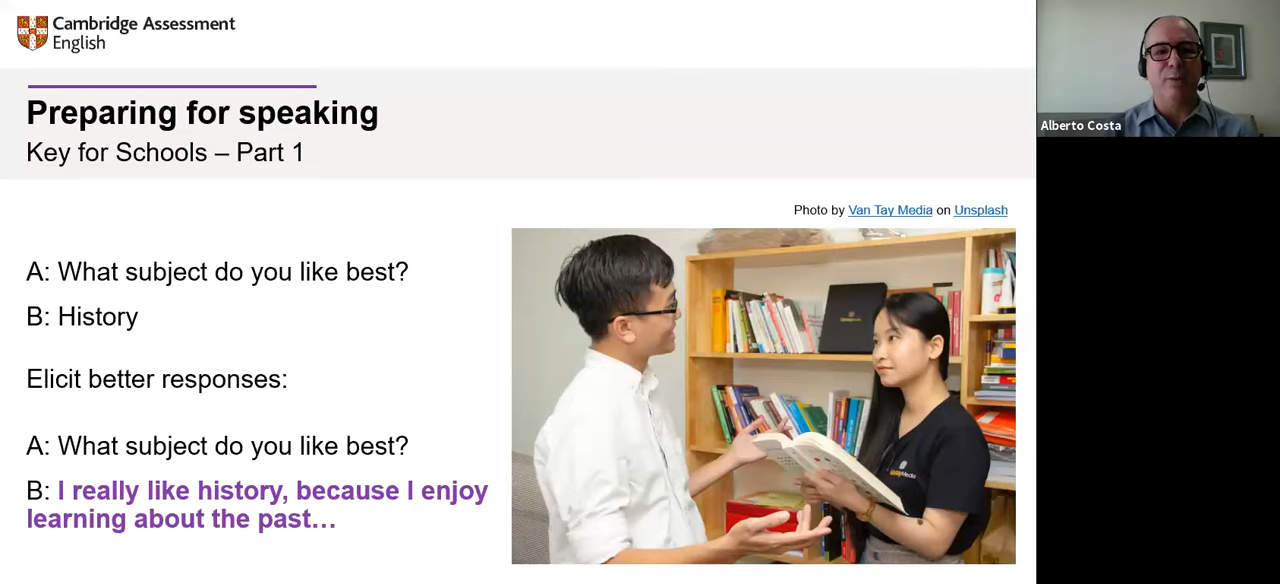 Cambridge Assessment
English
Preparing for speaking
Key for Schools – Part 1
Alberto Costa
Photo by Van Tay Media on Unsplash
A: What subject do you like best?
B: History
Elicit better responses:
A: What subject do you like best?
B: I really like history, because I enjoy
learning about the past…